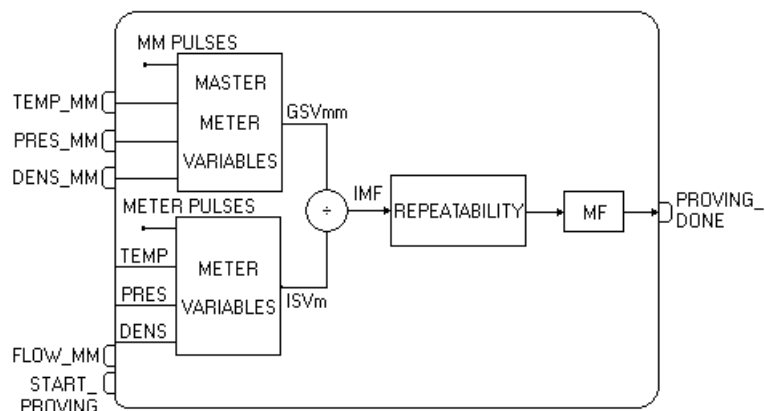 MM PULSES
MASTER
METER
VARIABLES
TEMP_MM
PRES_MM
DENS_MM
GSVmm
METER PULSES
METER
VARIABLES
TEMP
PRES
DENS
ISVm
÷
IMF
REPEATABILITY
MF
PROVING_
DONE
FLOW_MM
START_
PROVING